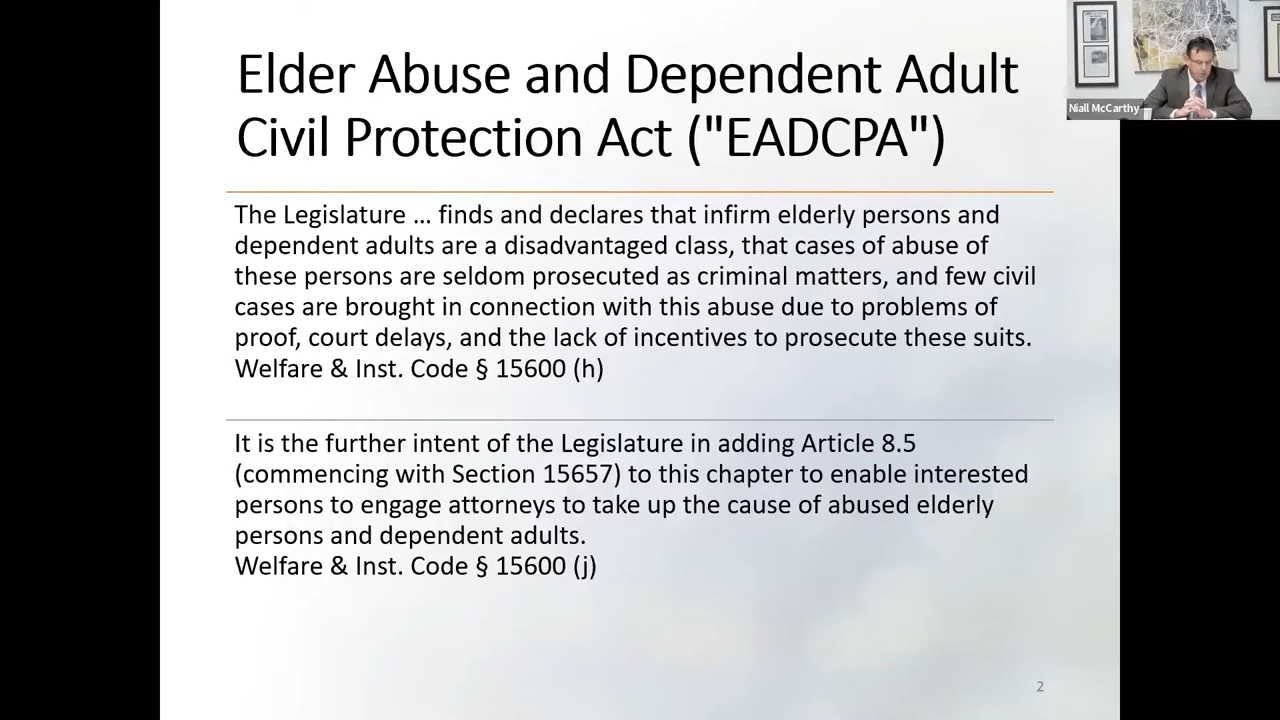 Elder Abuse and Dependent Adult
Civil Protection Act ("EADCPA")
Niall McCarthy
The Legislature … finds and declares that infirm elderly persons and
dependent adults are a disadvantaged class, that cases of abuse of
these persons are seldom prosecuted as criminal matters, and few civil
cases are brought in connection with this abuse due to problems of
proof, court delays, and the lack of incentives to prosecute these suits.
Welfare & Inst. Code § 15600 (h)
It is the further intent of the Legislature in adding Article 8.5
(commencing with Section 15657) to this chapter to enable interested
persons to engage attorneys to take up the cause of abused elderly
persons and dependent adults.
Welfare & Inst. Code § 15600 (j)
2